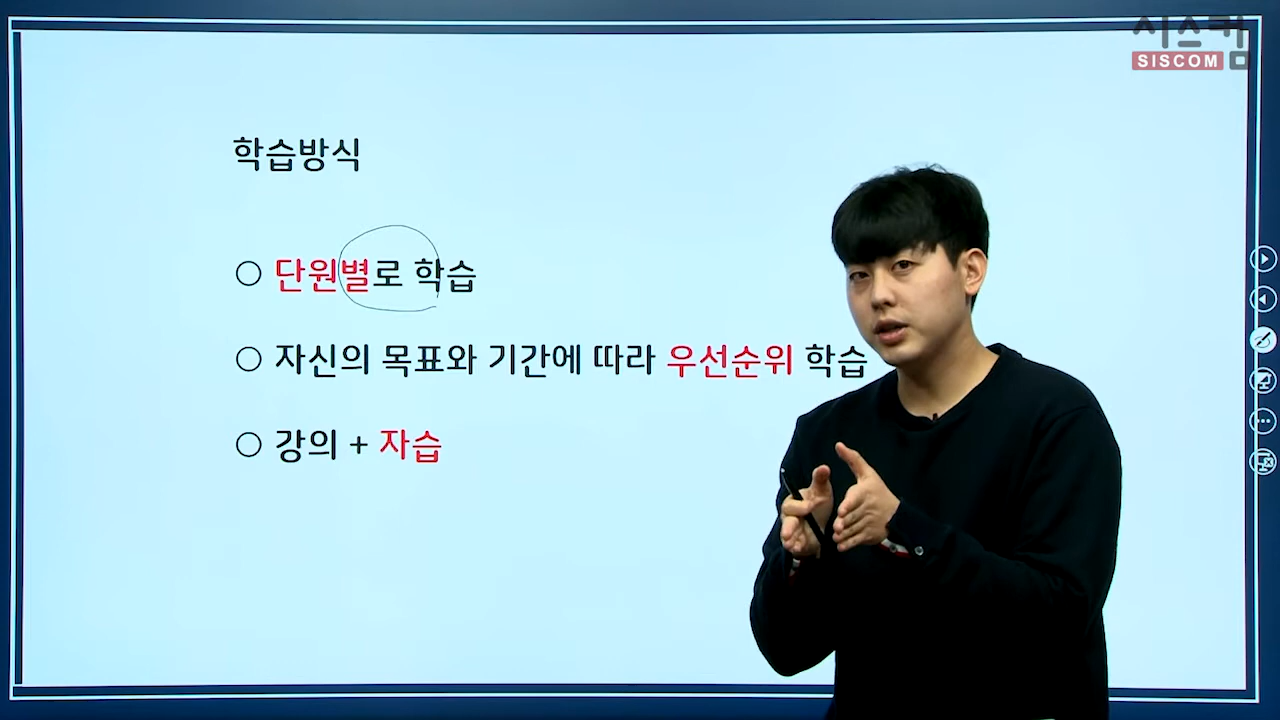 시스컴
SISCOM
학습방식
○ 단원별로 학습
○ 자신의 목표와 기간에 따라 우선순위 학습
○ 강의 + 자습